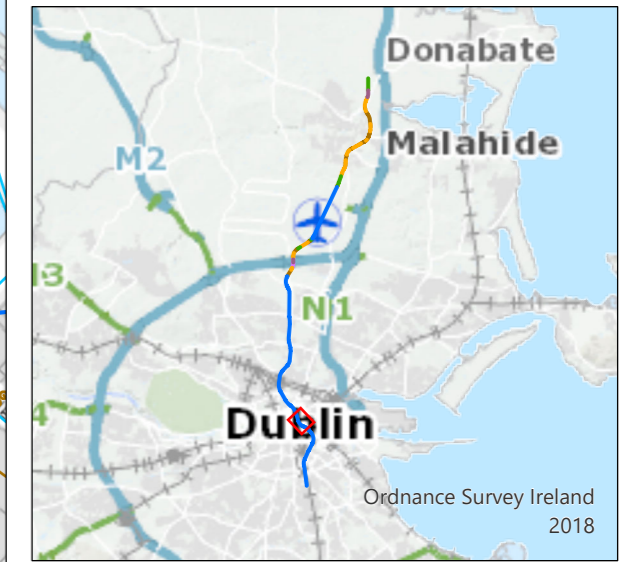 Donabate
M2
Malahide
N1
Dublin
Ordnance Survey Ireland
2018